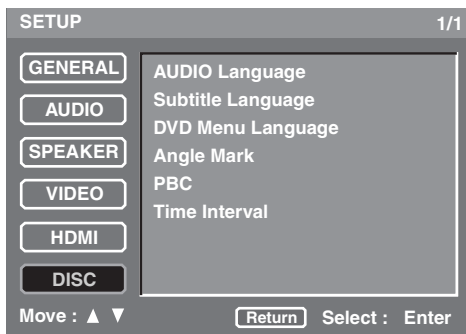 SETUP 1/1
GENERAL
AUDIO
SPEAKER
VIDEO
HDMI
DISC
AUDIO Language
Subtitle Language
DVD Menu Language
Angle Mark
PBC
Time Interval
Move : ▲ ▼ Return Select : Enter